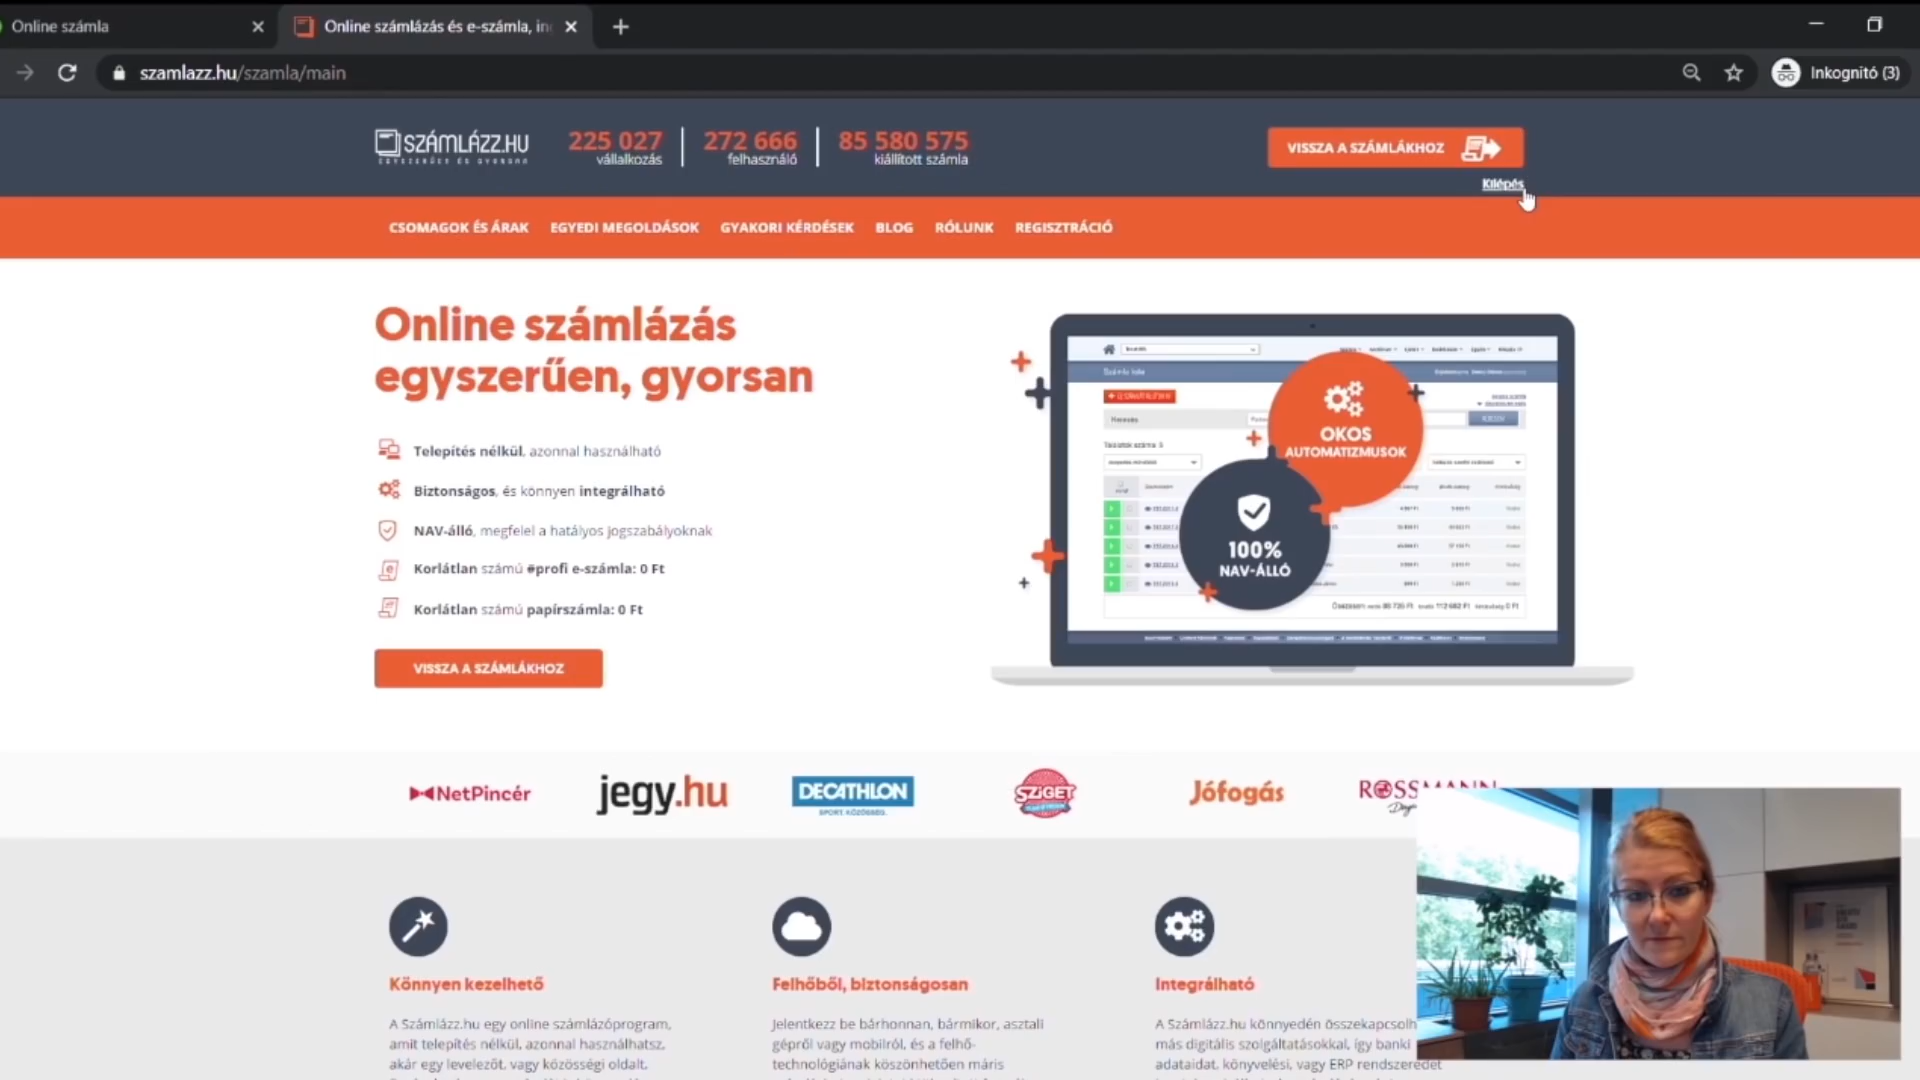 Online számla
Online számlázás és e-számla, in
szamlazz.hu/szamla/main
Inkognitó (3)
SZÁMLÁZZ.HU
EGYSZERŰEN ÉS GYORSAN
225 027
vállalkozás
272 666
felhasználó
85 580 575
kiállított számla
VISSZA A SZÁMLÁKHOZ
Kilépés
CSOMAGOK ÉS ÁRAK
EGYEDI MEGOLDÁSOK
GYAKORI KÉRDÉSEK
BLOG
RÓLUNK
REGISZTRÁCIÓ
Online számlázás
egyszerűen, gyorsan
Telepítés nélkül, azonnal használható
Biztonságos, és könnyen integrálható
NAV-álló, megfelel a hatályos jogszabályoknak
Korlátlan számú #profi e-számla: 0 Ft
Korlátlan számú papírszámla: 0 Ft
VISSZA A SZÁMLÁKHOZ
OKOS
AUTOMATIZMUSOK
100%
NAV-ÁLLÓ
NetPincér
jegy.hu
DECATHLON
SPORT. KÖZÖSSÉG.
SZIGET
Jófogás
ROSSMANN
Könnyen kezelhető
A Számlázz.hu egy online számlázóprogram,
amit telepítés nélkül, azonnal használhatsz,
akár egy levelezőt, vagy közösségi oldalt.
Felhőből, biztonságosan
Jelentkezz be bárhonnan, bármikor, asztali
gépről vagy mobilról, és a felhő-
technológiának köszönhetően máris
Integrálható
A Számlázz.hu könnyedén összekapcsolh
más digitális szolgáltatásokkal, így banki
adataidat, könyvelési, vagy ERP rendszeredet